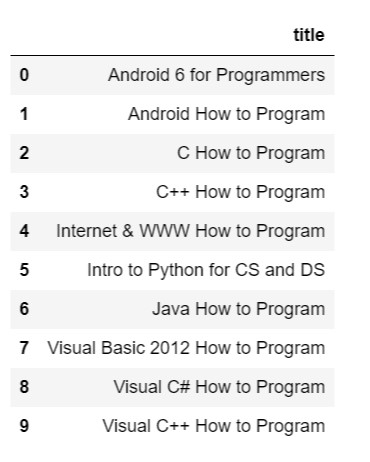 title
0 Android 6 for Programmers
1 Android How to Program
2 C How to Program
3 C++ How to Program
4 Internet & WWW How to Program
5 Intro to Python for CS and DS
6 Java How to Program
7 Visual Basic 2012 How to Program
8 Visual C# How to Program
9 Visual C++ How to Program